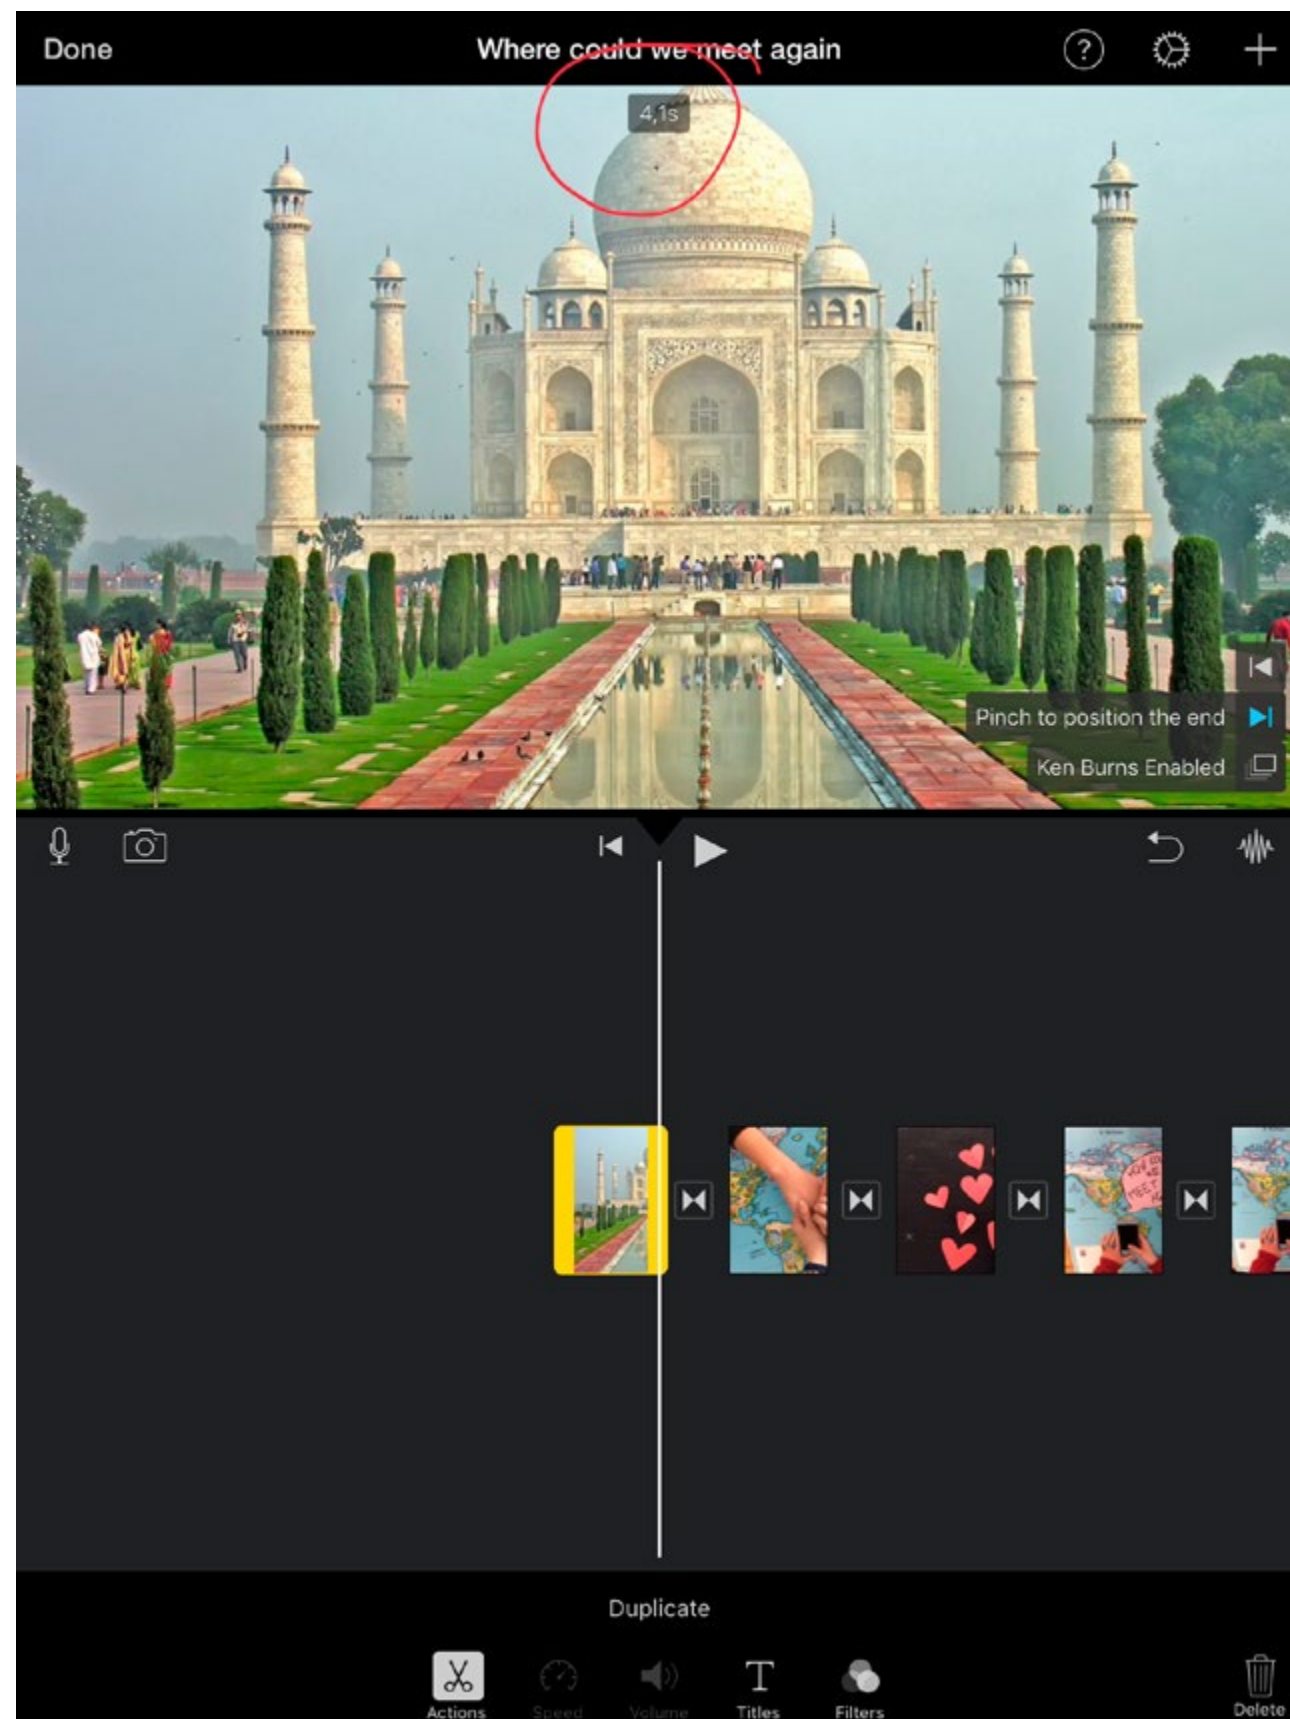 Done
Where could we meet again
?
4,1s
Pinch to position the end
Ken Burns Enabled
MEET
Duplicate
Actions
Speed
Volume
T
Titles
Filters
Delete